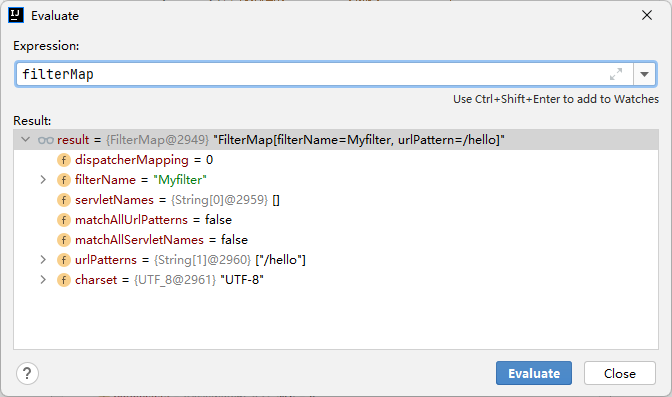 Evaluate
Expression:
filterMap
Use Ctrl+Shift+Enter to add to Watches
Result:
result = {FilterMap@2949} "FilterMap[filterName=Myfilter, urlPattern=/hello]"
f dispatcherMapping = 0
f filterName = "Myfilter"
f servletNames = {String[0]@2959} []
f matchAllUrlPatterns = false
f matchAllServletNames = false
f urlPatterns = {String[1]@2960} ["/hello"]
f charset = {UTF_8@2961} "UTF-8"
? Evaluate Close